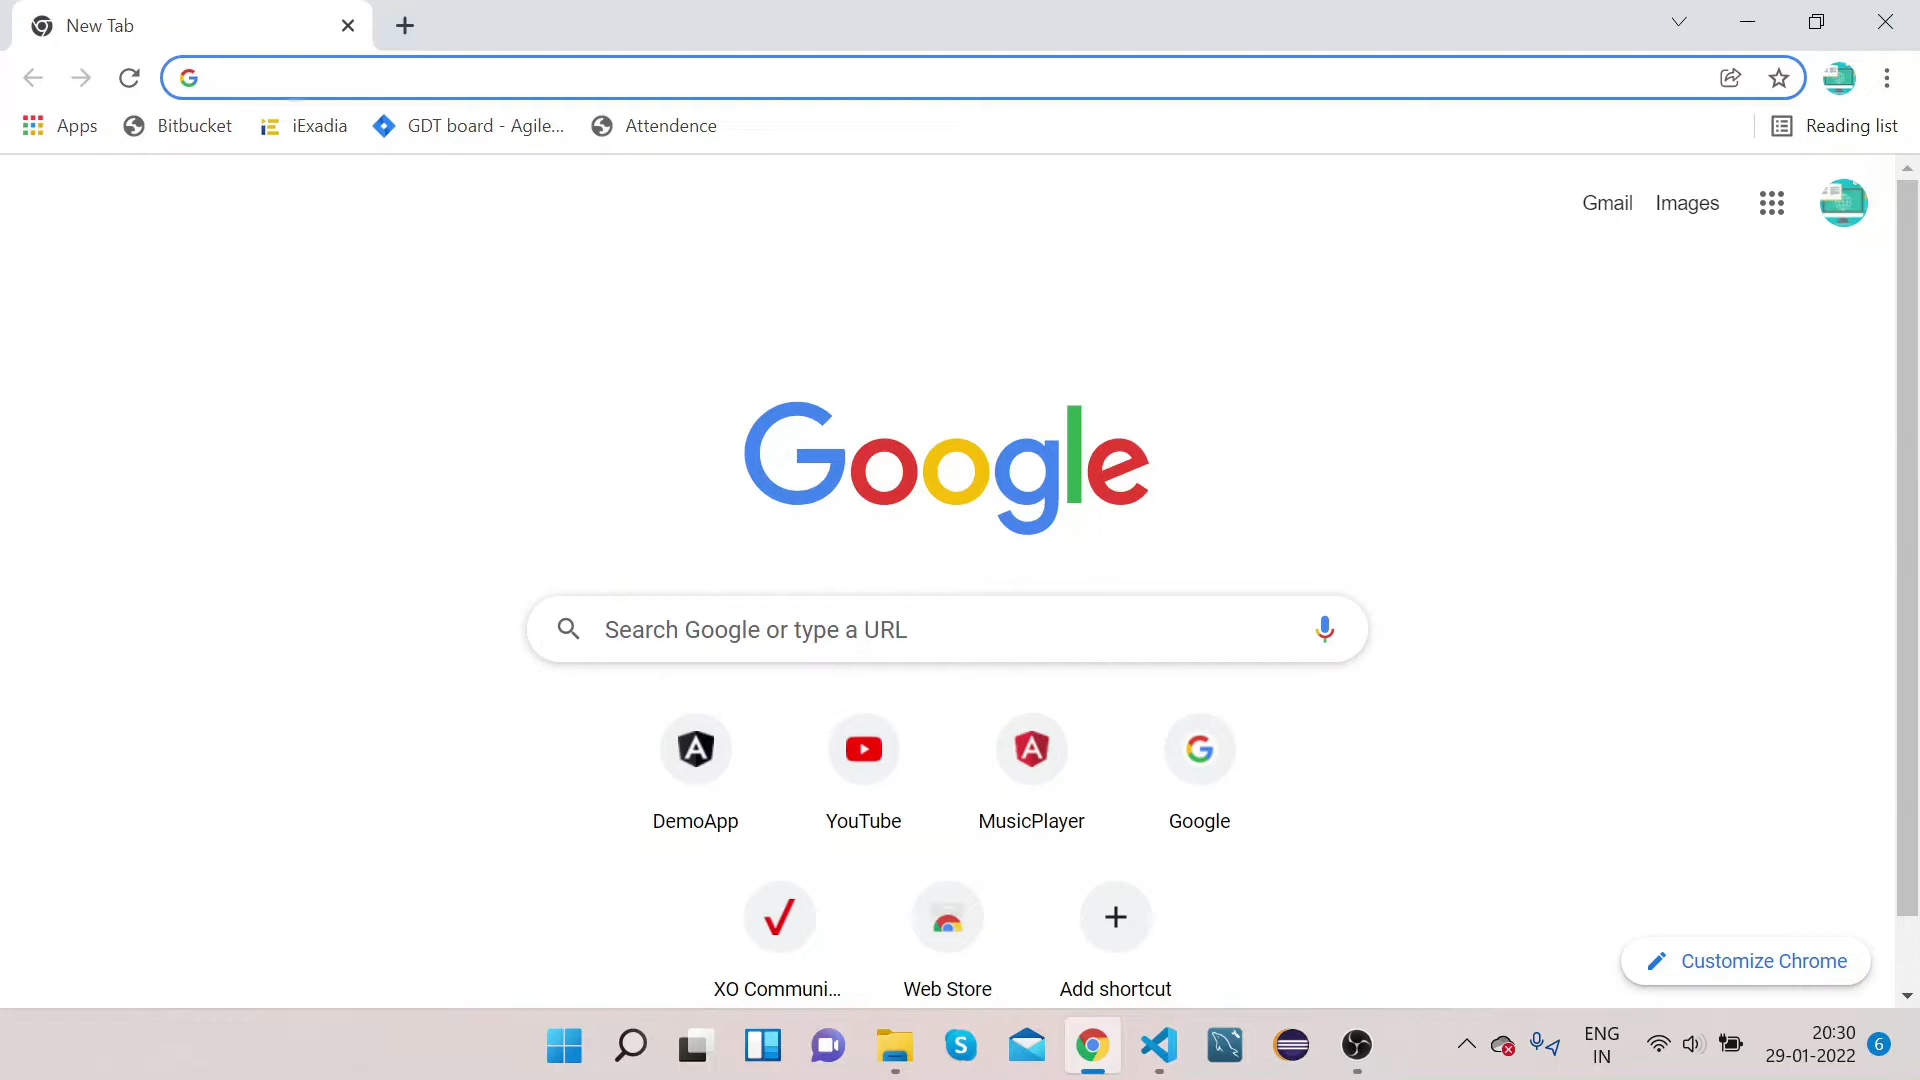 New Tab
Apps
Bitbucket
iExadia
GDT board - Agile...
Attendence
Reading list
Gmail
Images
Google
Search Google or type a URL
DemoApp
YouTube
MusicPlayer
Google
XO Communi...
Web Store
Add shortcut
Customize Chrome
ENG
IN
20:30
29-01-2022
6